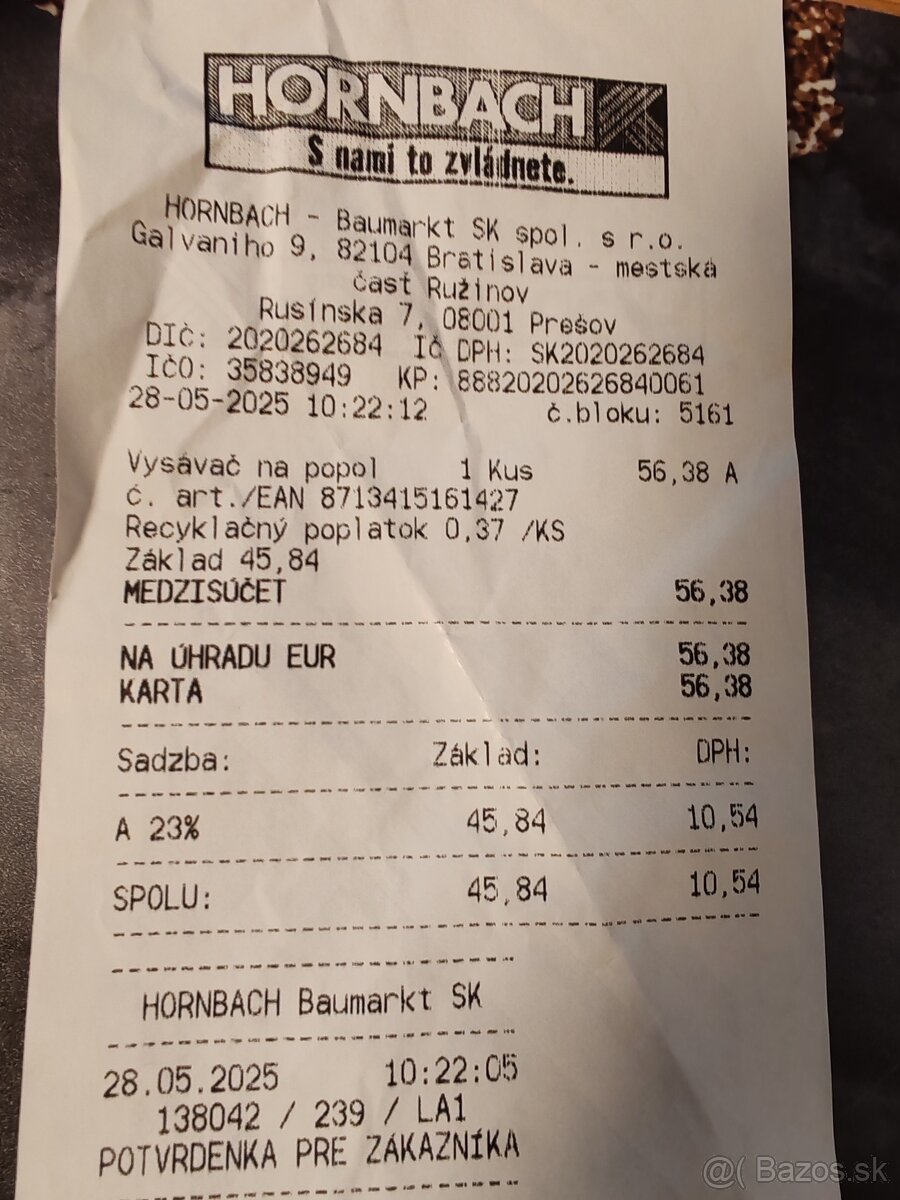 HORNBACH
S nami to zvládnete.
HORNBACH - Baumarkt SK spol. s r.o.
Galvaniho 9, 82104 Bratislava - mestská
časť Ružinov
Rusínska 7, 08001 Prešov
DIČ: 2020262684 IČ DPH: SK2020262684
IČO: 35838949 KP: 88820202626840061
28-05-2025 10:22:12 č.bloku: 5161
Vysávač na popol 1 Kus 56,38 A
č. art./EAN 8713415161427
Recyklačný poplatok 0,37 /KS
Základ 45,84
MEDZISÚČET 56,38
NA ÚHRADU EUR 56,38
KARTA 56,38
Sadzba: Základ: DPH:
A 23% 45,84 10,54
SPOLU: 45,84 10,54
HORNBACH Baumarkt SK
28.05.2025 10:22:05
138042 / 239 / LA1
POTVRDENKA PRE ZÁKAZNÍKA
@( Bazos.sk